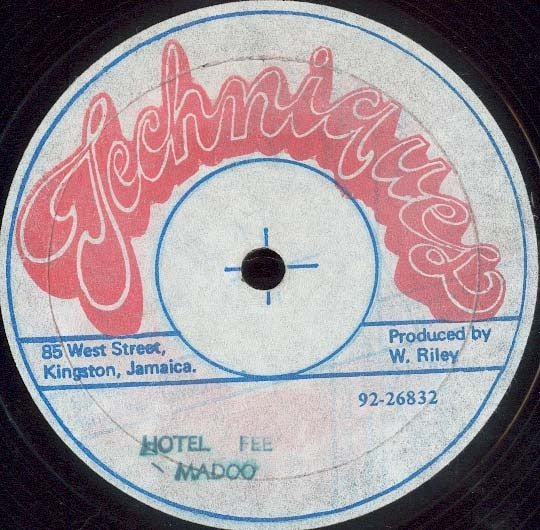 Techniques
85 West Street,
Kingston, Jamaica.
Produced by
W. Riley
92-26832
HOTEL FEE
MADOO